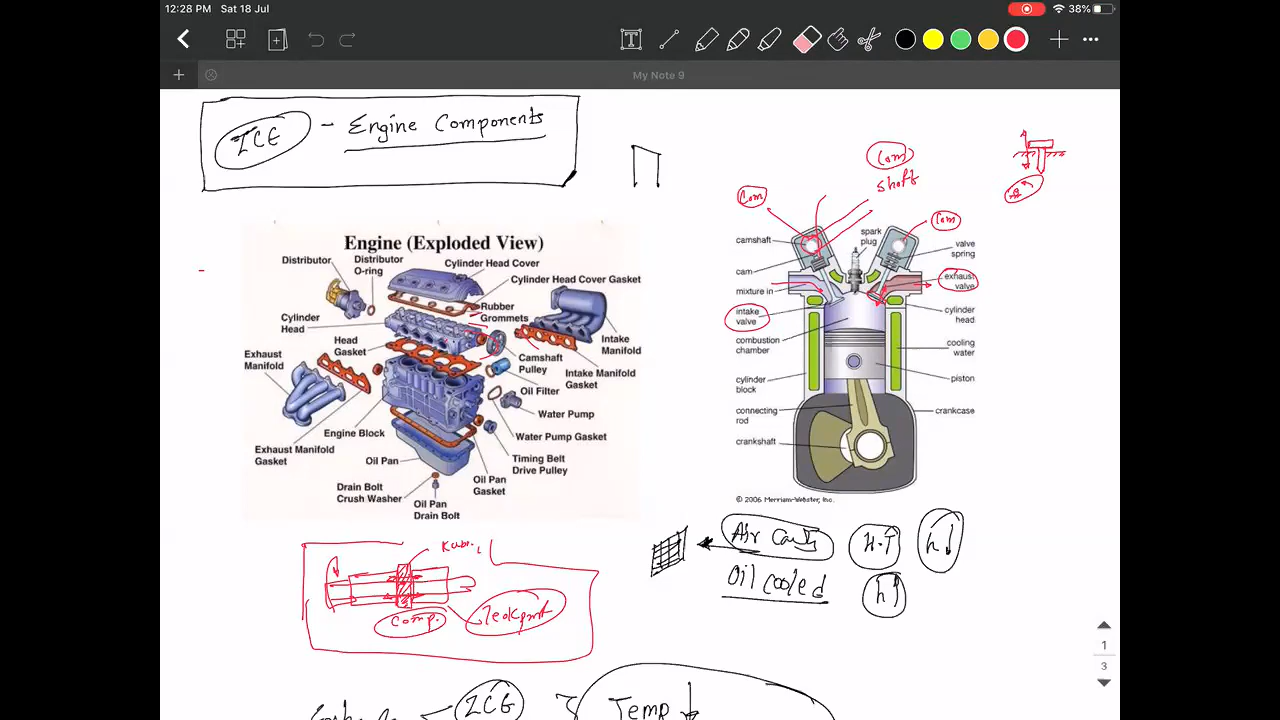 12:28 PM Sat 18 Jul
38%
My Note 9
ICE - Engine Components
Engine (Exploded View)
Distributor
Distributor
O-ring
Cylinder Head Cover
Cylinder Head Cover Gasket
Cylinder
Head
Rubber
Grommets
Head
Gasket
Intake
Manifold
Exhaust
Manifold
Camshaft
Pulley
Intake Manifold
Gasket
Oil Filter
Water Pump
Engine Block
Water Pump Gasket
Exhaust Manifold
Gasket
Oil Pan
Timing Belt
Drive Pulley
Oil Pan
Gasket
Drain Bolt
Crush Washer
Oil Pan
Drain Bolt
Cam
shaft
Cam
Cam
camshaft
spark
plug
valve
spring
cam
mixture in
exhaust
valve
intake
valve
cylinder
head
combustion
chamber
cooling
water
cylinder
block
piston
connecting
rod
crankcase
crankshaft
© 2006 Merriam-Webster, Inc.
Air H.T h↓
Oil cooled h↑
Comp. Leakproof
ICE
Temp ↓
1
3